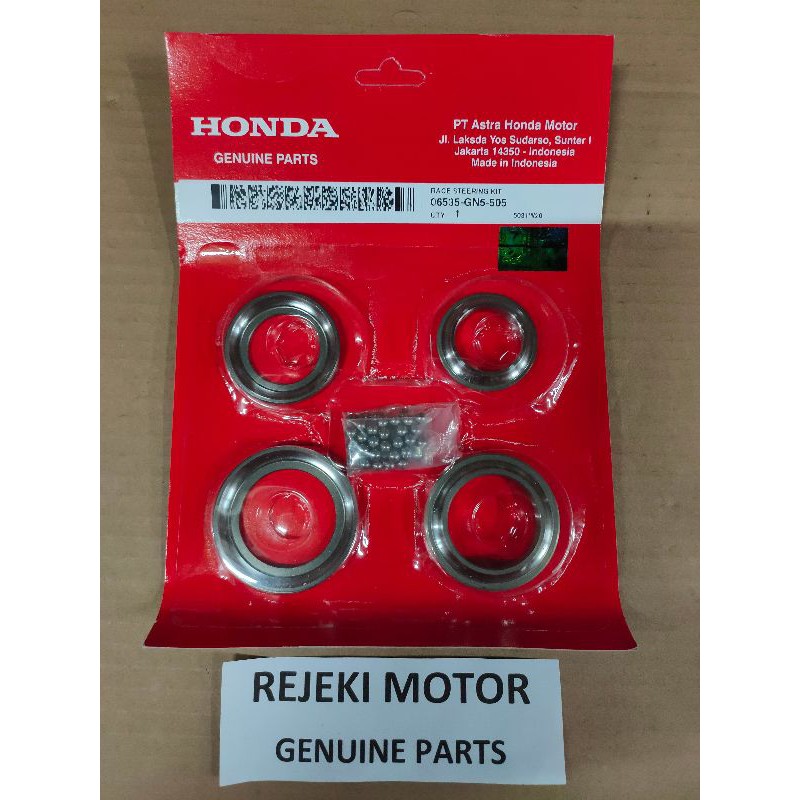 HONDA
GENUINE PARTS
PT Astra Honda Motor
Jl. Laksda Yos Sudarso, Sunter I
Jakarta 14350 - Indonesia
Made in Indonesia
RACE STEERING KIT
06535-GN5-505
QTY 1
REJEKI MOTOR
GENUINE PARTS